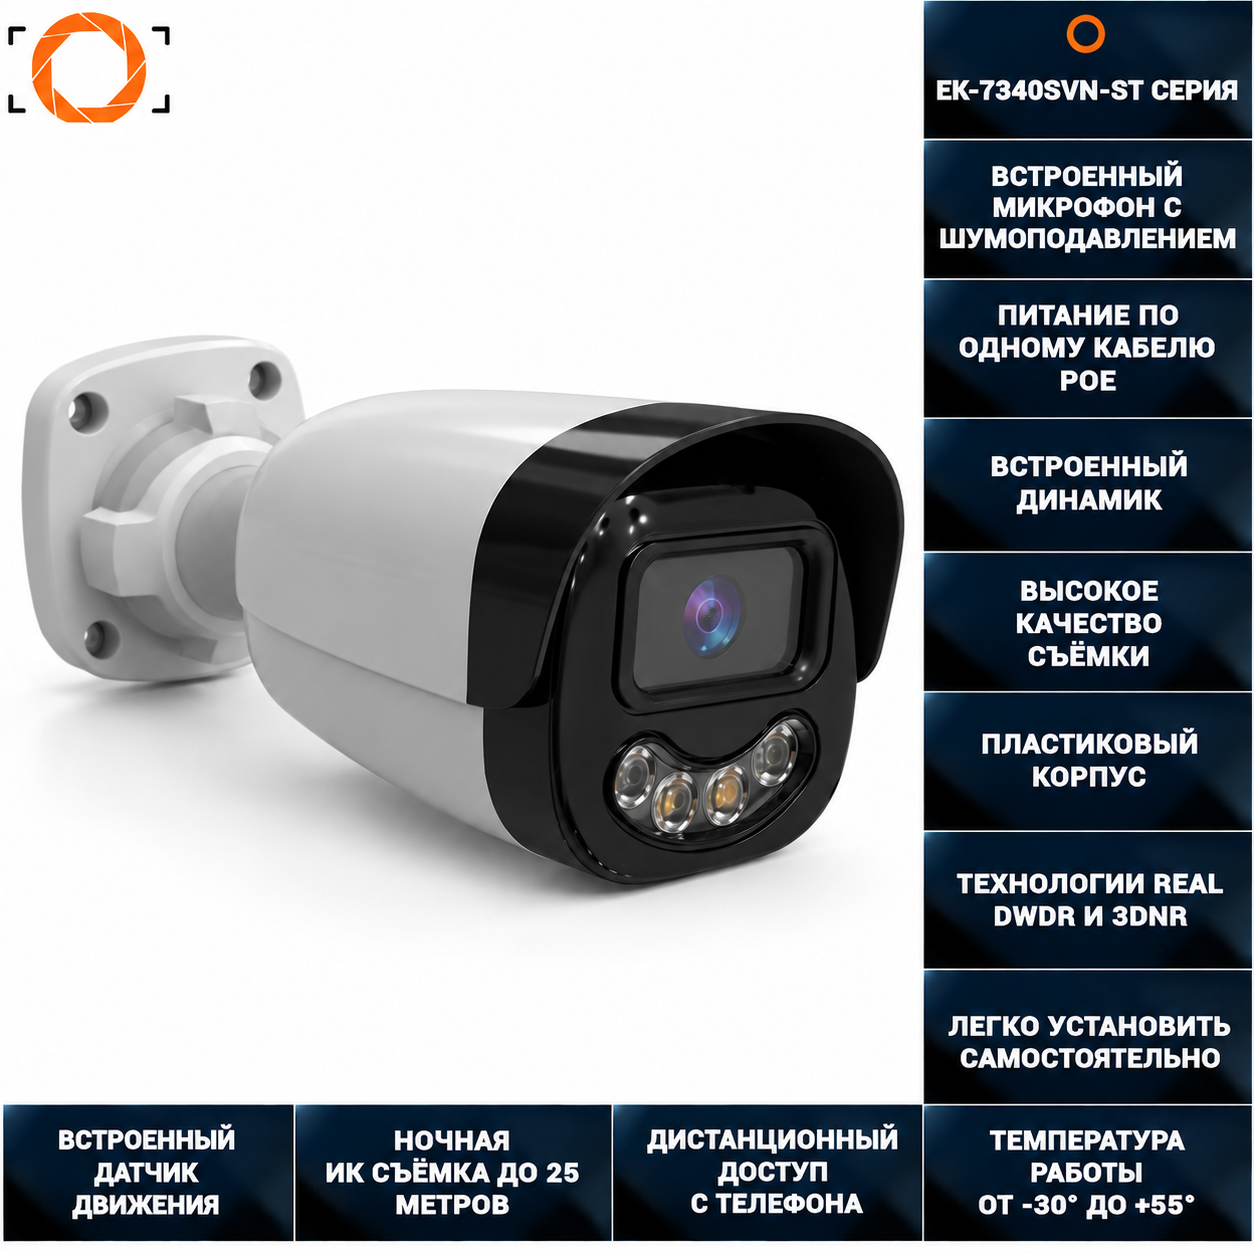 EK-7340SVN-ST СЕРИЯ
ВСТРОЕННЫЙ
МИКРОФОН С
ШУМОПОДАВЛЕНИЕМ
ПИТАНИЕ ПО
ОДНОМУ КАБЕЛЮ
POE
ВСТРОЕННЫЙ
ДИНАМИК
ВЫСОКОЕ
КАЧЕСТВО
СЪЁМКИ
ПЛАСТИКОВЫЙ
КОРПУС
ТЕХНОЛОГИИ REAL
DWDR И 3DNR
ЛЕГКО УСТАНОВИТЬ
САМОСТОЯТЕЛЬНО
ВСТРОЕННЫЙ
ДАТЧИК
ДВИЖЕНИЯ
НОЧНАЯ
ИК СЪЁМКА ДО 25
МЕТРОВ
ДИСТАНЦИОННЫЙ
ДОСТУП
С ТЕЛЕФОНА
ТЕМПЕРАТУРА
РАБОТЫ
ОТ -30° ДО +55°